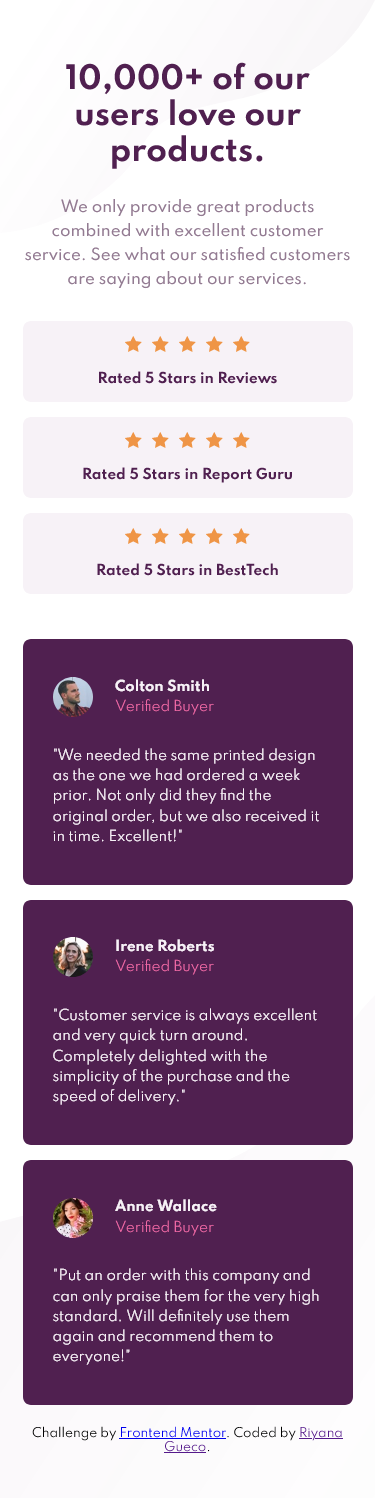 10,000+ of our
users love our
products.
We only provide great products
combined with excellent customer
service. See what our satisfied customers
are saying about our services.
Rated 5 Stars in Reviews
Rated 5 Stars in Report Guru
Rated 5 Stars in BestTech
Colton Smith
Verified Buyer
"We needed the same printed design
as the one we had ordered a week
prior. Not only did they find the
original order, but we also received it
in time. Excellent!"
Irene Roberts
Verified Buyer
"Customer service is always excellent
and very quick turn around.
Completely delighted with the
simplicity of the purchase and the
speed of delivery."
Anne Wallace
Verified Buyer
"Put an order with this company and
can only praise them for the very high
standard. Will definitely use them
again and recommend them to
everyone!"
Challenge by Frontend Mentor. Coded by Riyana
Gueco.